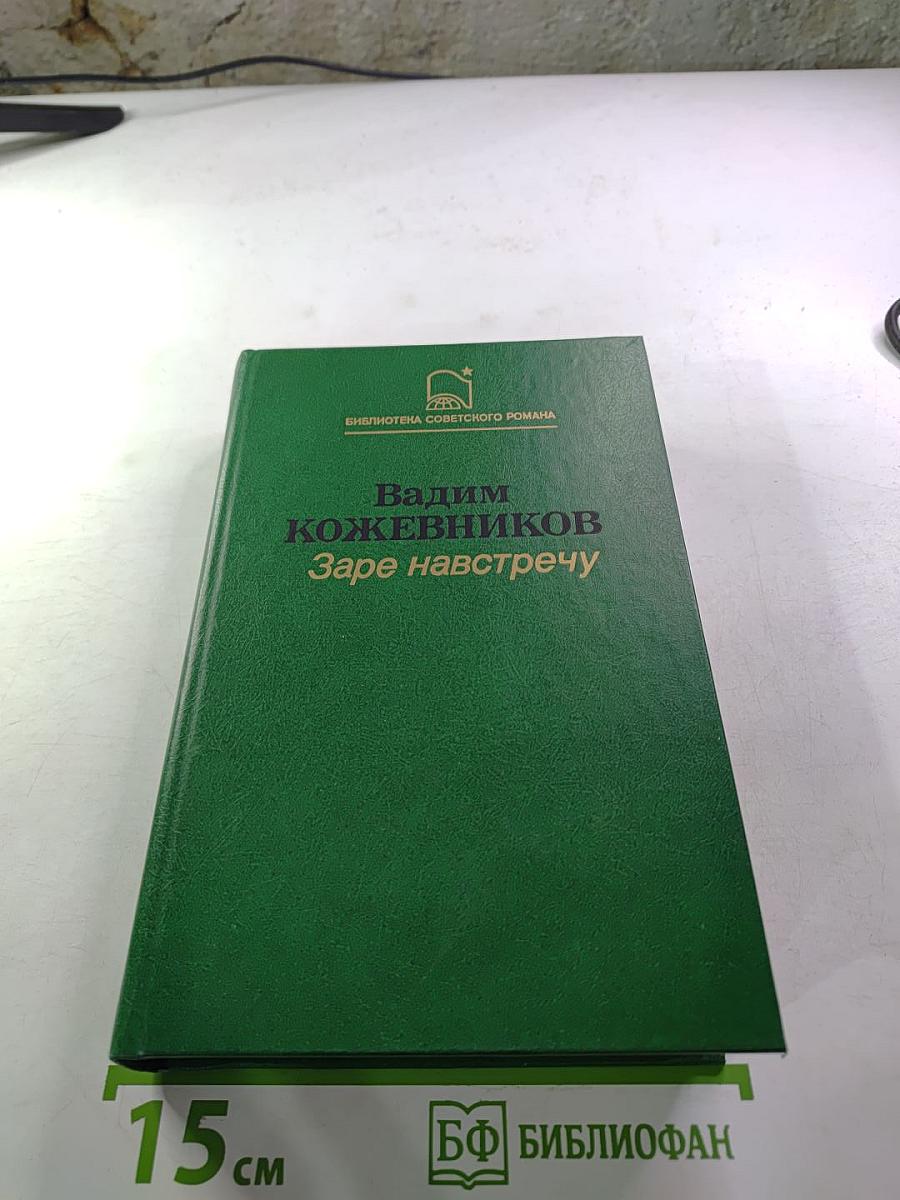 БИБЛИОТЕКА СОВЕТСКОГО РОМАНА
Вадим
КОЖЕВНИКОВ
Заре навстречу
15 см
БФ БИБЛИОФАН